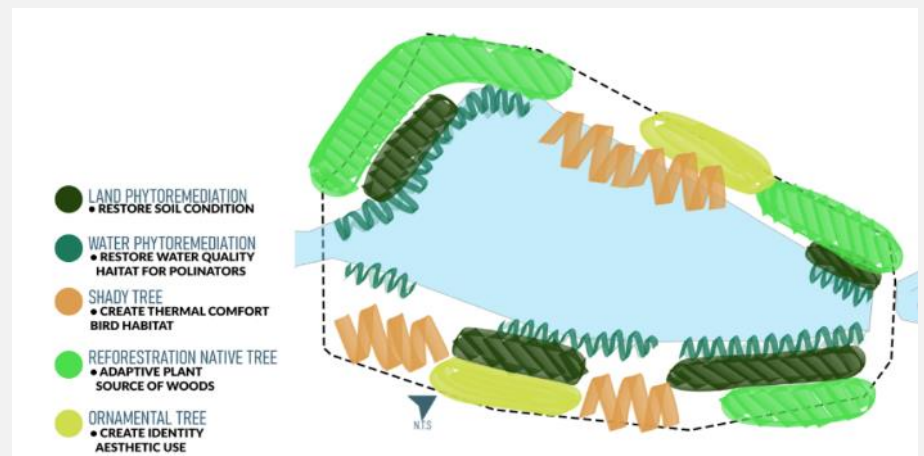 LAND PHYTOREMEDIATION
• RESTORE SOIL CONDITION
WATER PHYTOREMEDIATION
• RESTORE WATER QUALITY
HAITAT FOR POLINATORS
SHADY TREE
• CREATE THERMAL COMFORT
BIRD HABITAT
REFORESTRATION NATIVE TREE
• ADAPTIVE PLANT
SOURCE OF WOODS
ORNAMENTAL TREE
• CREATE IDENTITY
AESTHETIC USE
N.T.S